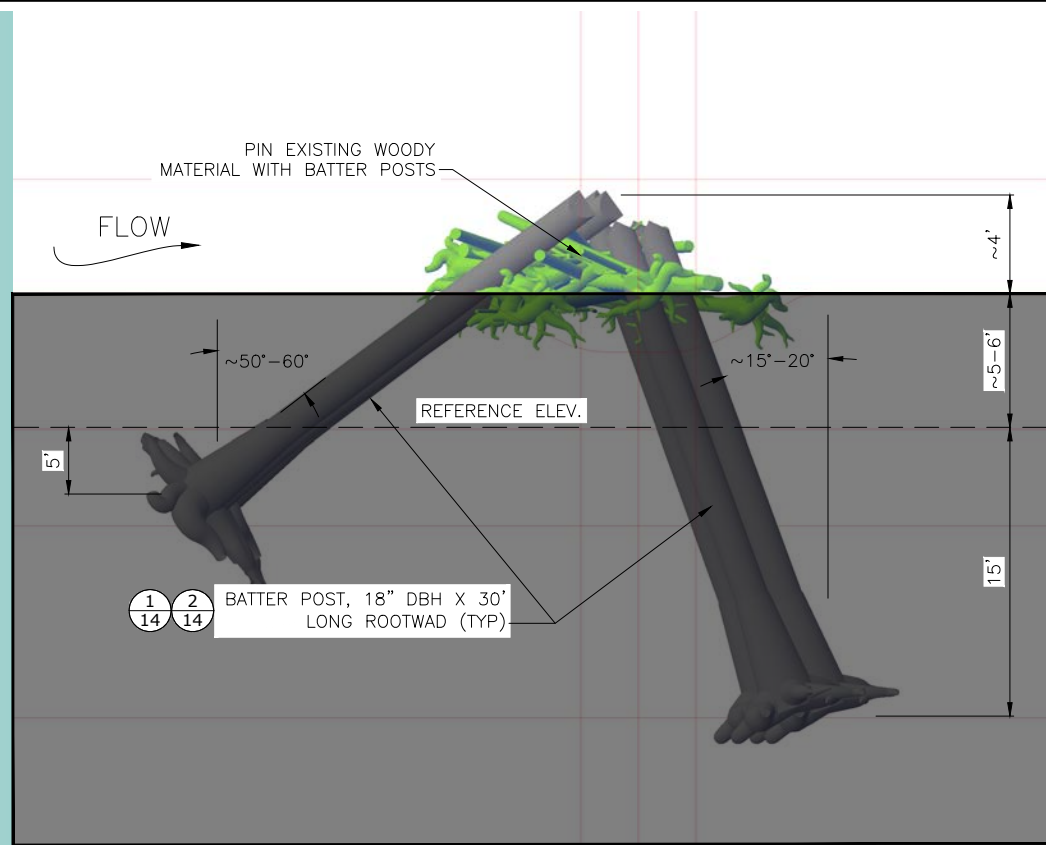 PIN EXISTING WOODY
MATERIAL WITH BATTER POSTS
FLOW
~4'
~50°-60°
~15°-20°
~5-6'
REFERENCE ELEV.
5'
15'
1
14
2
14
BATTER POST, 18" DBH X 30'
LONG ROOTWAD (TYP)